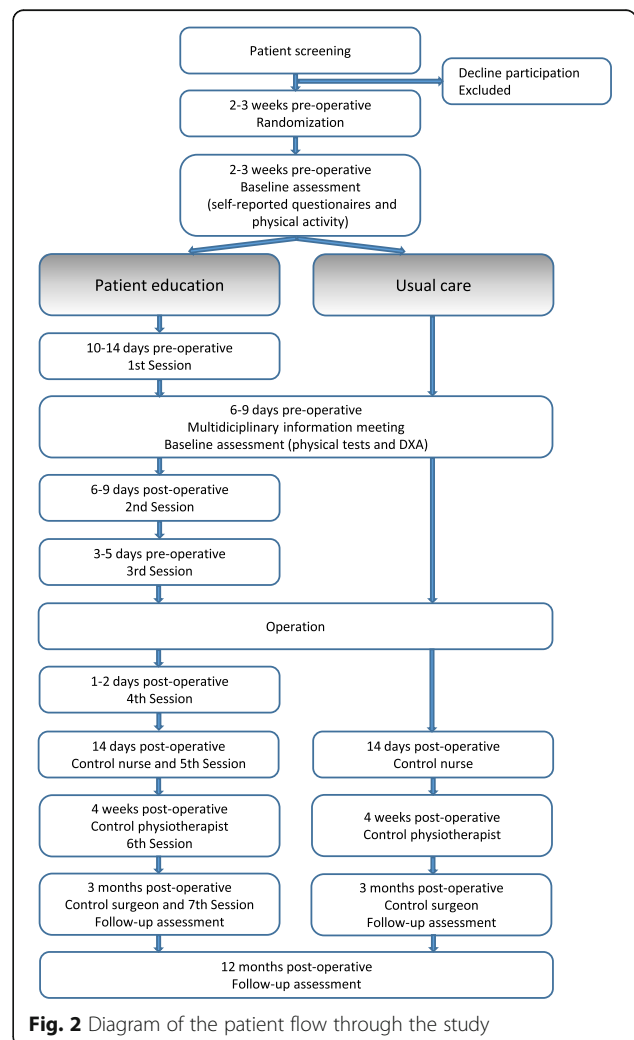 Patient screening
Decline participation
Excluded
2-3 weeks pre-operative
Randomization
2-3 weeks pre-operative
Baseline assessment
(self-reported questionaires and
physical activity)
Patient education
Usual care
10-14 days pre-operative
1st Session
6-9 days pre-operative
Multidiciplinary information meeting
Baseline assessment (physical tests and DXA)
6-9 days post-operative
2nd Session
3-5 days pre-operative
3rd Session
Operation
1-2 days post-operative
4th Session
14 days post-operative
Control nurse and 5th Session
14 days post-operative
Control nurse
4 weeks post-operative
Control physiotherapist
6th Session
4 weeks post-operative
Control physiotherapist
3 months post-operative
Control surgeon and 7th Session
Follow-up assessment
3 months post-operative
Control surgeon
Follow-up assessment
12 months post-operative
Follow-up assessment
Fig. 2 Diagram of the patient flow through the study